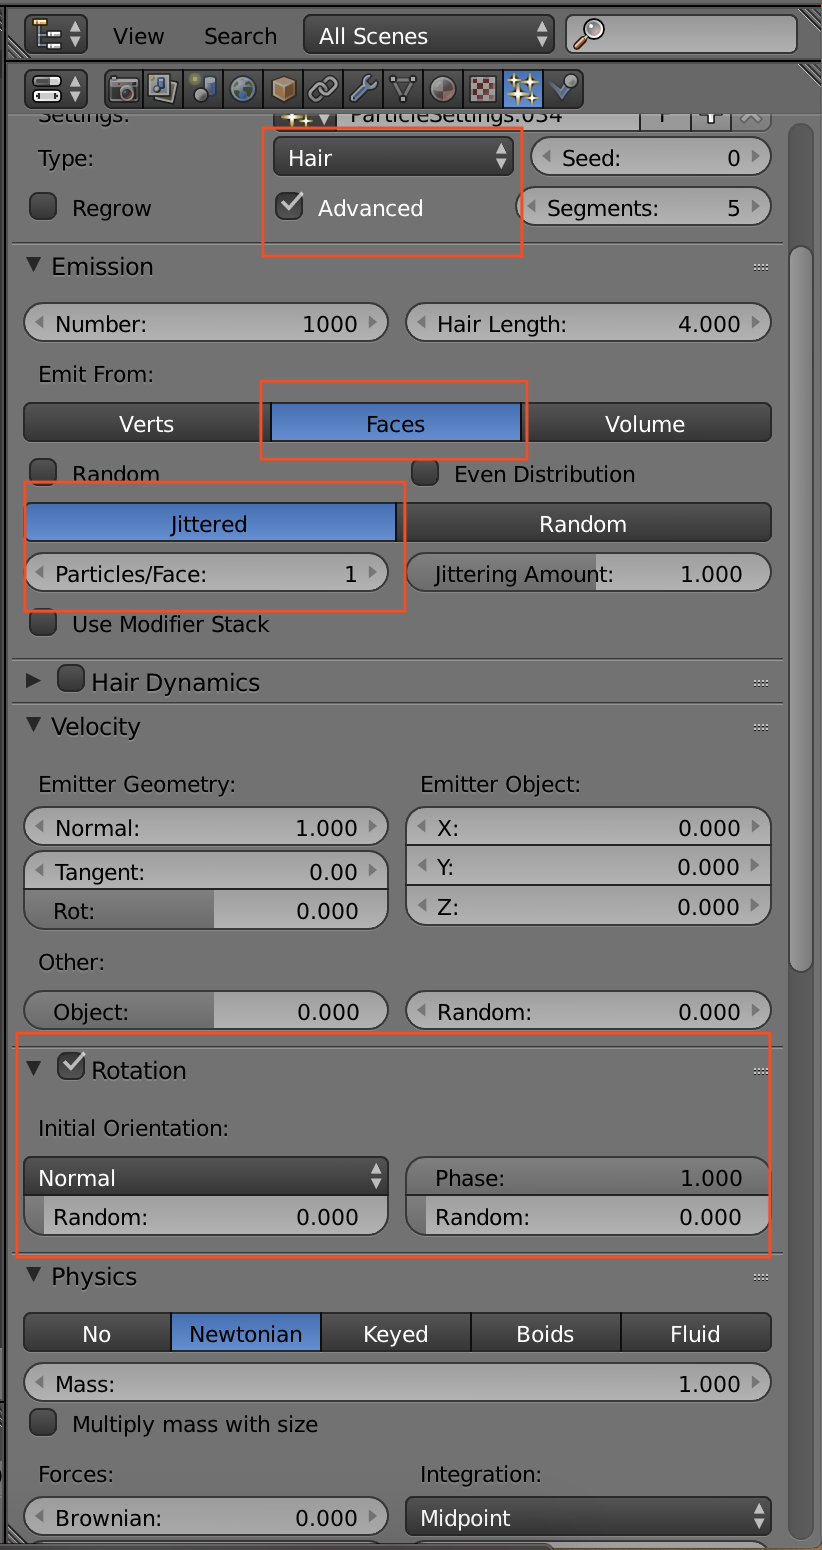 View Search All Scenes
Settings: ParticleSettings.034 F
Type: Hair Seed: 0
Regrow Advanced Segments: 5
Emission
Number: 1000 Hair Length: 4.000
Emit From:
Verts Faces Volume
Random Even Distribution
Jittered Random
Particles/Face: 1 Jittering Amount: 1.000
Use Modifier Stack
Hair Dynamics
Velocity
Emitter Geometry: Emitter Object:
Normal: 1.000 X: 0.000
Tangent: 0.00 Y: 0.000
Rot: 0.000 Z: 0.000
Other:
Object: 0.000 Random: 0.000
Rotation
Initial Orientation:
Normal Phase: 1.000
Random: 0.000 Random: 0.000
Physics
No Newtonian Keyed Boids Fluid
Mass: 1.000
Multiply mass with size
Forces: Integration:
Brownian: 0.000 Midpoint